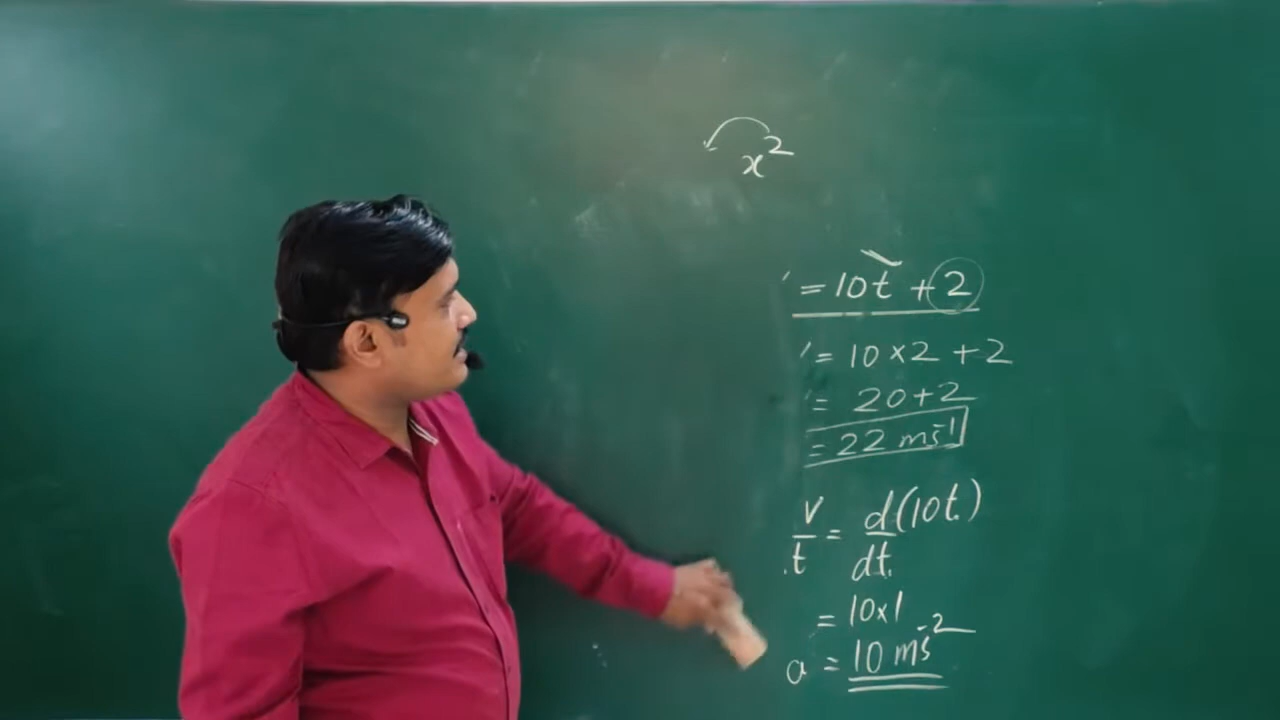 x²
= 10t + 2
= 10 × 2 + 2
= 20 + 2
= 22 ms⁻¹
v/t = d(10t)/dt
= 10×1
a = 10 ms⁻²